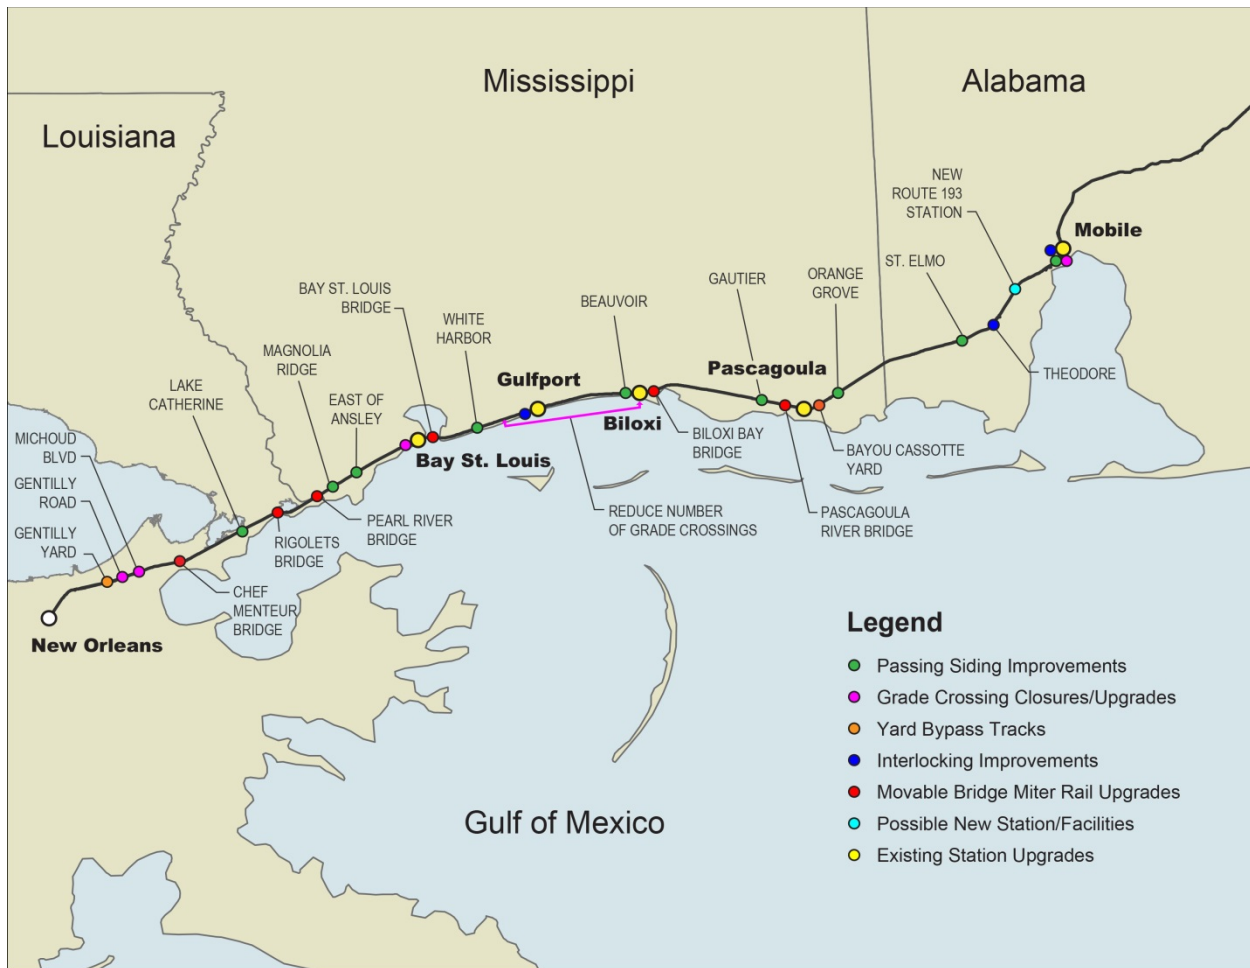 Mississippi
Alabama
Louisiana
NEW
ROUTE 193
STATION
Mobile
ST. ELMO
ORANGE
GROVE
GAUTIER
BAY ST. LOUIS
BRIDGE
BEAUVOIR
WHITE
HARBOR
MAGNOLIA
RIDGE
Pascagoula
THEODORE
Gulfport
LAKE
CATHERINE
EAST OF
ANSLEY
Biloxi
BILOXI BAY
BRIDGE
BAYOU CASSOTTE
YARD
MICHOUD
BLVD
Bay St. Louis
GENTILLY
ROAD
REDUCE NUMBER
OF GRADE CROSSINGS
PASCAGOULA
RIVER BRIDGE
PEARL RIVER
BRIDGE
GENTILLY
YARD
RIGOLETS
BRIDGE
CHEF
MENTEUR
BRIDGE
New Orleans
Gulf of Mexico
Legend
Passing Siding Improvements
Grade Crossing Closures/Upgrades
Yard Bypass Tracks
Interlocking Improvements
Movable Bridge Miter Rail Upgrades
Possible New Station/Facilities
Existing Station Upgrades